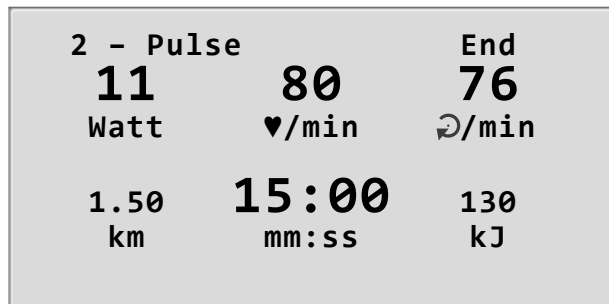 2 – Pulse End
11 80 76
Watt ♥/min /min
1.50 15:00 130
km mm:ss kJ